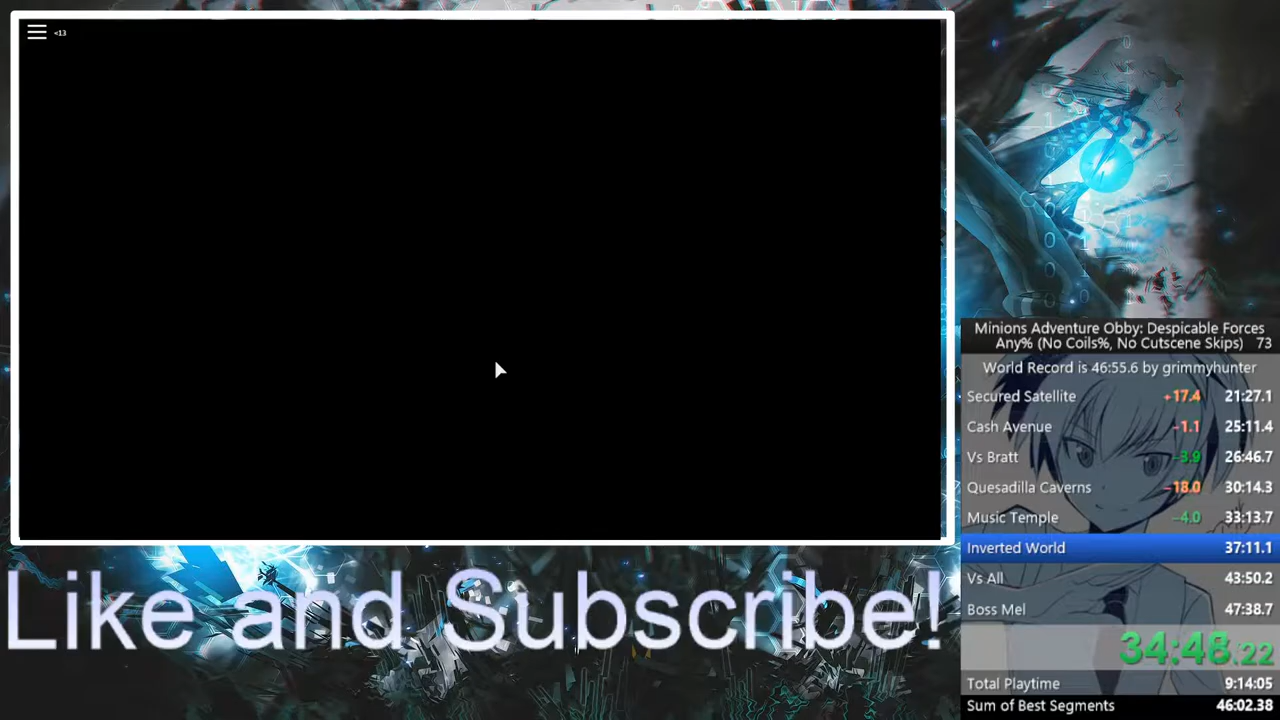 <13
Minions Adventure Obby: Despicable Forces
Any% (No Coils%, No Cutscene Skips) 73
World Record is 46:55.6 by grimmyhunter
Secured Satellite +17.4 21:27.1
Cash Avenue −1.1 25:11.4
Vs Bratt −3.9 26:46.7
Quesadilla Caverns −18.0 30:14.3
Music Temple −4.0 33:13.7
Inverted World 37:11.1
Vs All 43:50.2
Boss Mel 47:38.7
34:48.22
Total Playtime 9:14:05
Sum of Best Segments 46:02.38
Like and Subscribe!